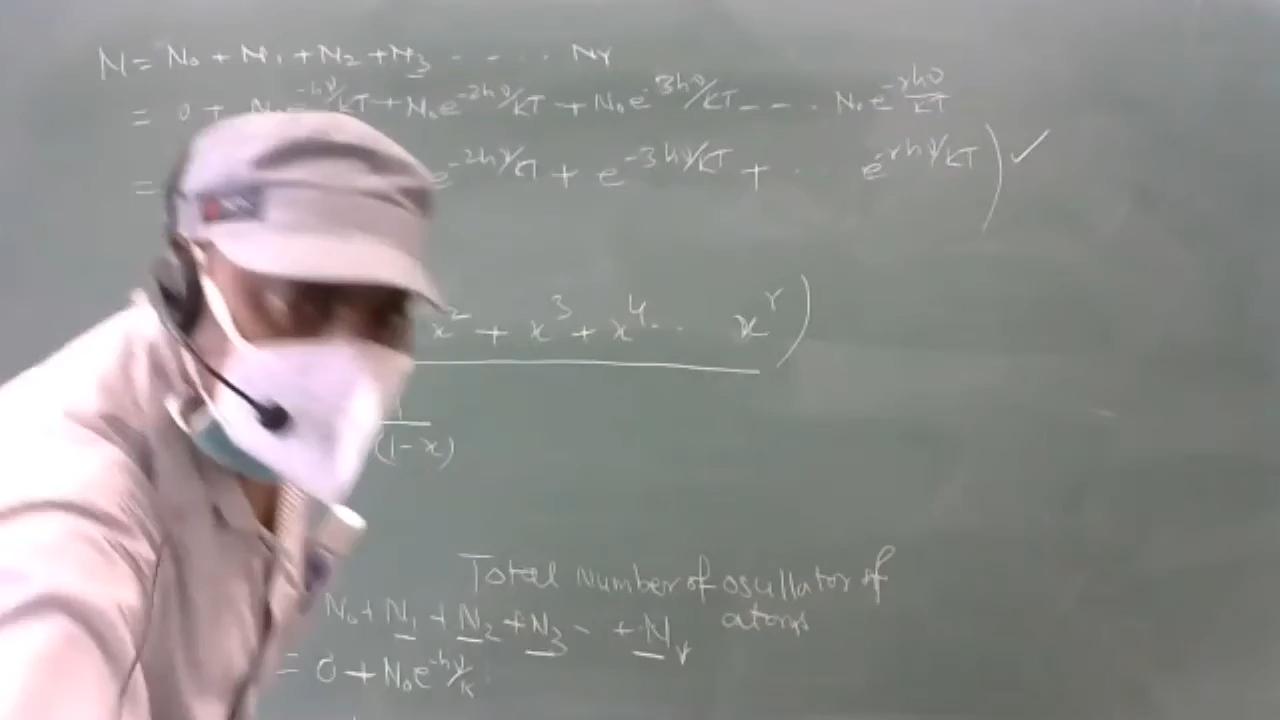 N = N₀ + N₁ + N₂ + N₃ - - . . . Nr
= 0 + N₀e^-hν/kT + N₀e^-2hν/kT + N₀e^-3hν/kT - - . . . N₀e^-rhν/kT
= e^-2hν/kT + e^-3hν/kT + . . . e^-rhν/kT) ✓
x² + x³ + x⁴ . . . x^r)
1/(1-x)
Total Number of oscillator of atoms
N₀ + N₁ + N₂ + N₃ - + Nr
= 0 + N₀e^-hν/k